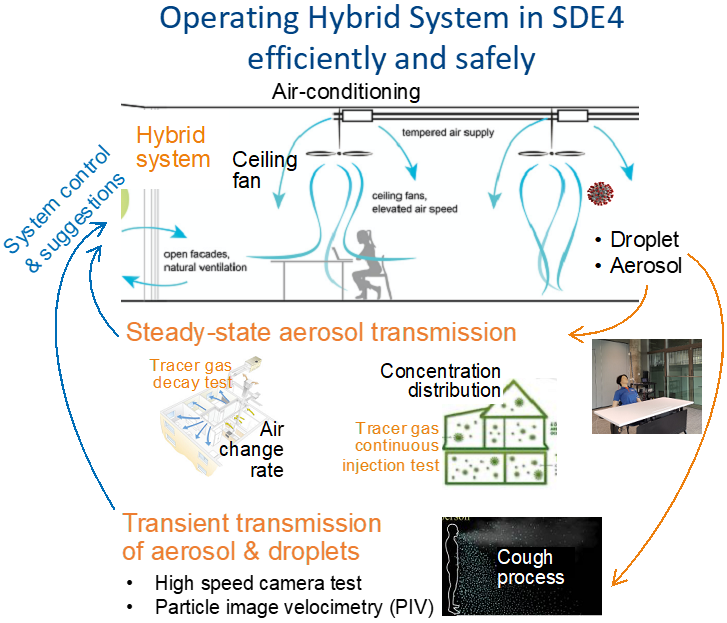 Operating Hybrid System in SDE4
efficiently and safely
Air-conditioning
tempered air supply
Hybrid
system
Ceiling
fan
ceiling fans,
elevated air speed
System control
& suggestions
open facades,
natural ventilation
• Droplet
• Aerosol
Steady-state aerosol transmission
Tracer gas
decay test
Air
change
rate
Concentration
distribution
Tracer gas
continuous
injection test
Transient transmission
of aerosol & droplets
• High speed camera test
• Particle image velocimetry (PIV)
person
Cough
process